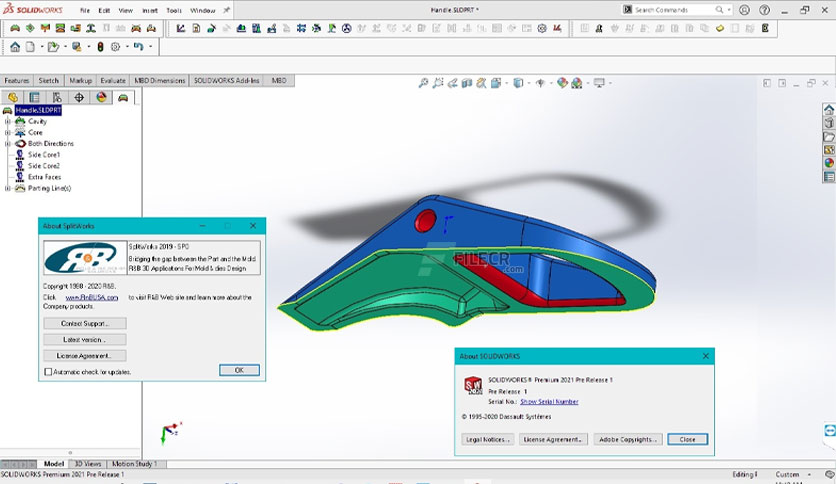 SOLIDWORKS File Edit View Insert Tools Window Handle.SLDPRT * Search Commands
Features Sketch Markup Evaluate MBD Dimensions SOLIDWORKS Add-Ins MBD
Handle.SLDPRT
Cavity
Core
Both Directions
Side Core1
Side Core2
Extra Faces
Parting Line(s)
About SplitWorks
R&B
SplitWorks 2019 - SP0
Bridging the gap between the Part and the Mold.
R&B 3D Applications For Mold & dies Design
Copyright 1998 - 2020 R&B.
Click www.RnBUSA.com to visit R&B Web site and learn more about the
Company products.
Contact Support...
Latest version...
License Agreement...
Automatic check for updates.
OK
FILECR
.com
About SOLIDWORKS
SOLIDWORKS® Premium 2021 Pre Release 1
Pre Release 1
Serial No.: Show Serial Number
© 1995-2020 Dassault Systèmes
Legal Notices... License Agreement... Adobe Copyrights... Close
Model 3D Views Motion Study 1
SOLIDWORKS Premium 2021 Pre Release 1 Editing Custom